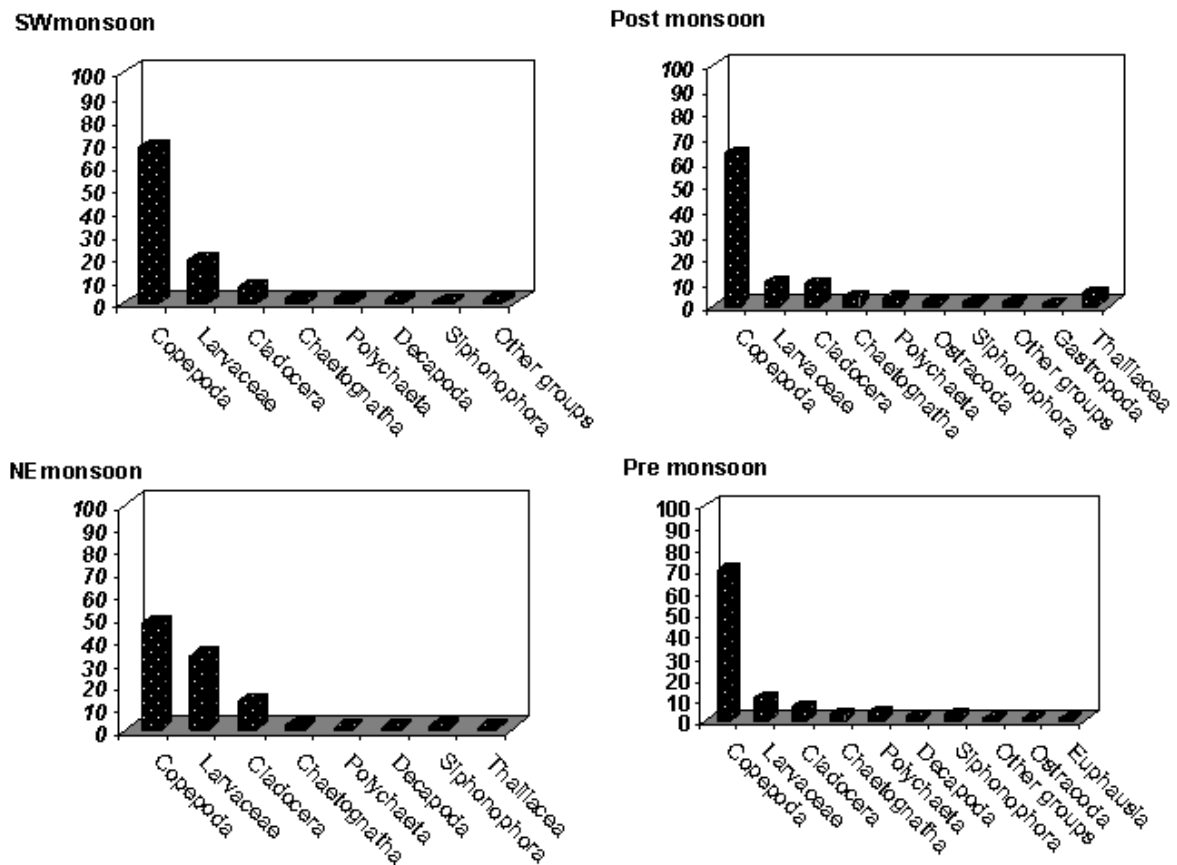 SWmonsoon
100
90
80
70
60
50
40
30
20
10
0
Copepoda
Larvaceae
Cladocera
Chaetognatha
Polychaeta
Decapoda
Siphonophora
Other groups
Post monsoon
100
90
80
70
60
50
40
30
20
10
0
Copepoda
Larvaceae
Cladocera
Chaetognatha
Polychaeta
Ostracoda
Siphonophora
Other groups
Gastropoda
Thaillacea
NE monsoon
100
90
80
70
60
50
40
30
20
10
0
Copepoda
Larvaceae
Cladocera
Chaetognatha
Polychaeta
Decapoda
Siphonophora
Thaillacea
Pre monsoon
100
90
80
70
60
50
40
30
20
10
0
Copepoda
Larvaceae
Cladocera
Chaetognatha
Polychaeta
Decapoda
Siphonophora
Other groups
Ostracoda
Euphausia